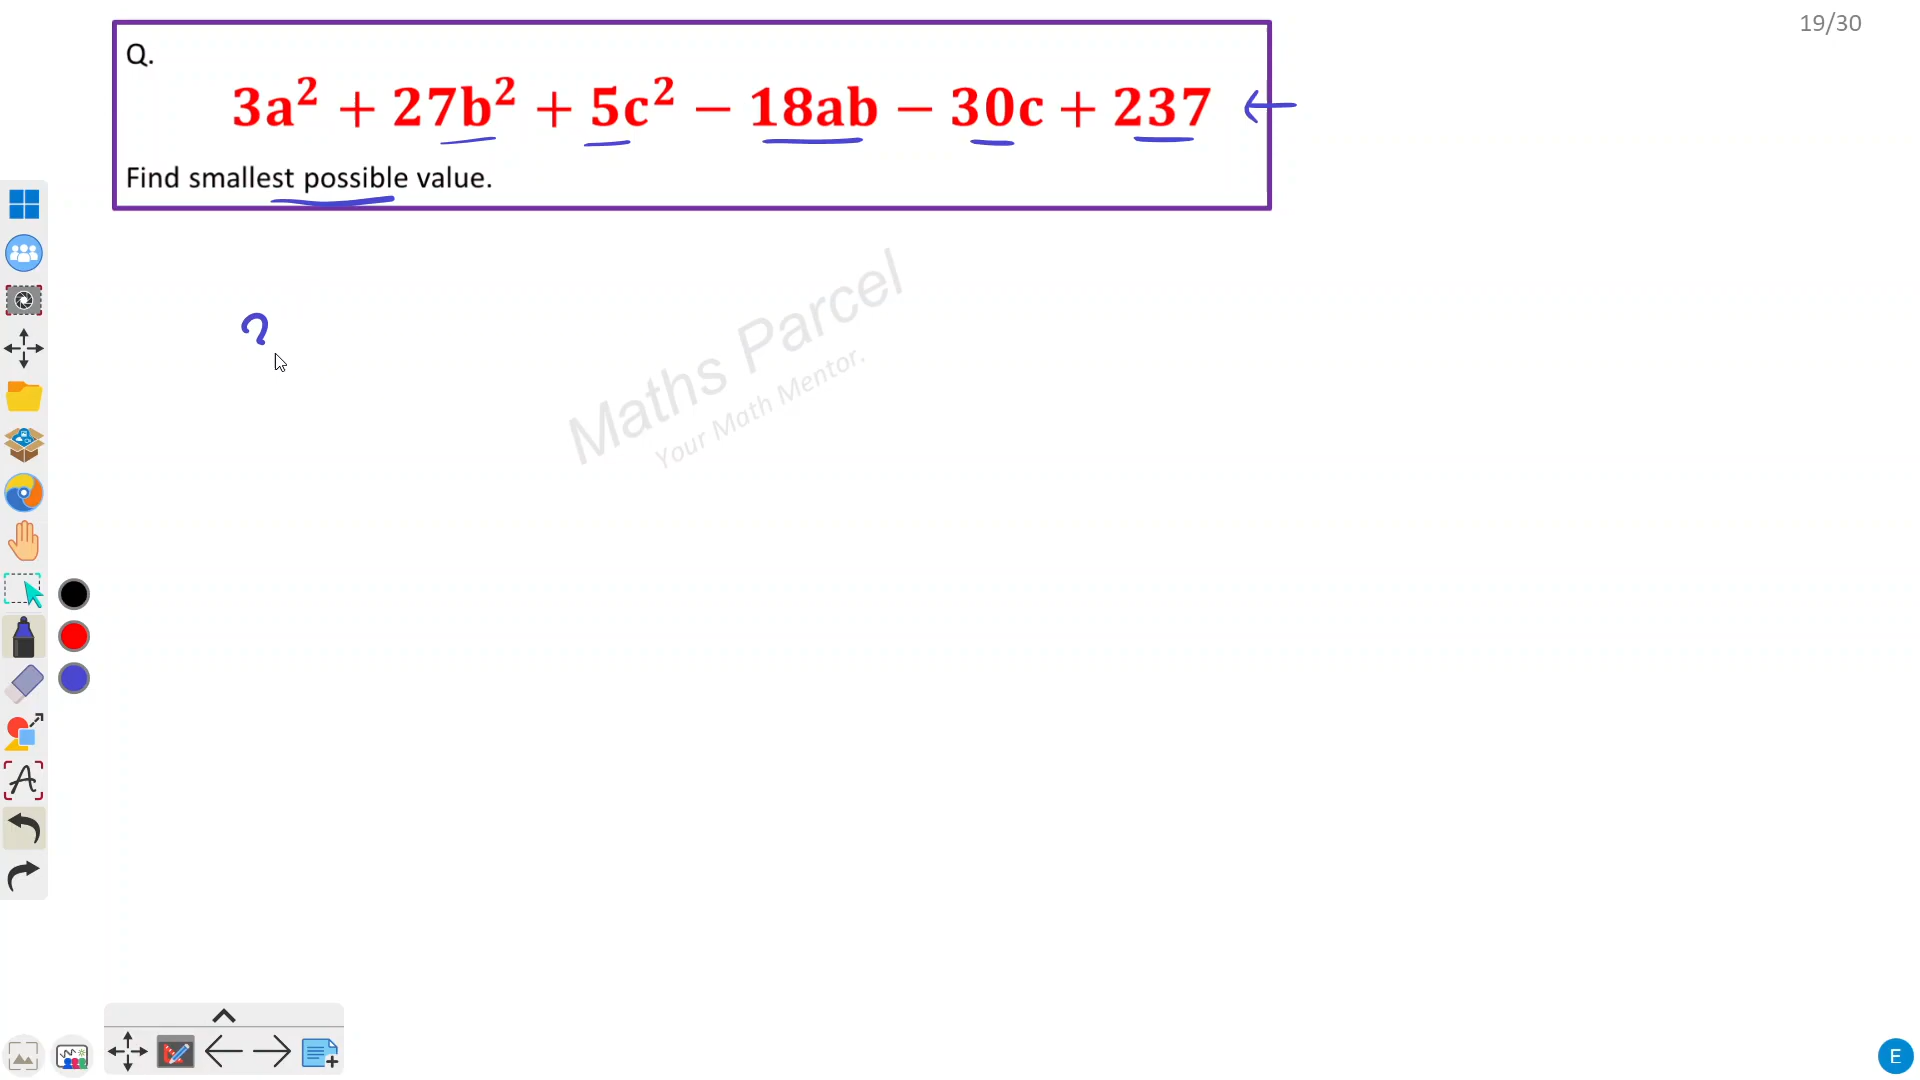 19/30
Q.
3a² + 27b² + 5c² − 18ab − 30c + 237 ←
Find smallest possible value.
?
Maths Parcel
Your Math Mentor.
E